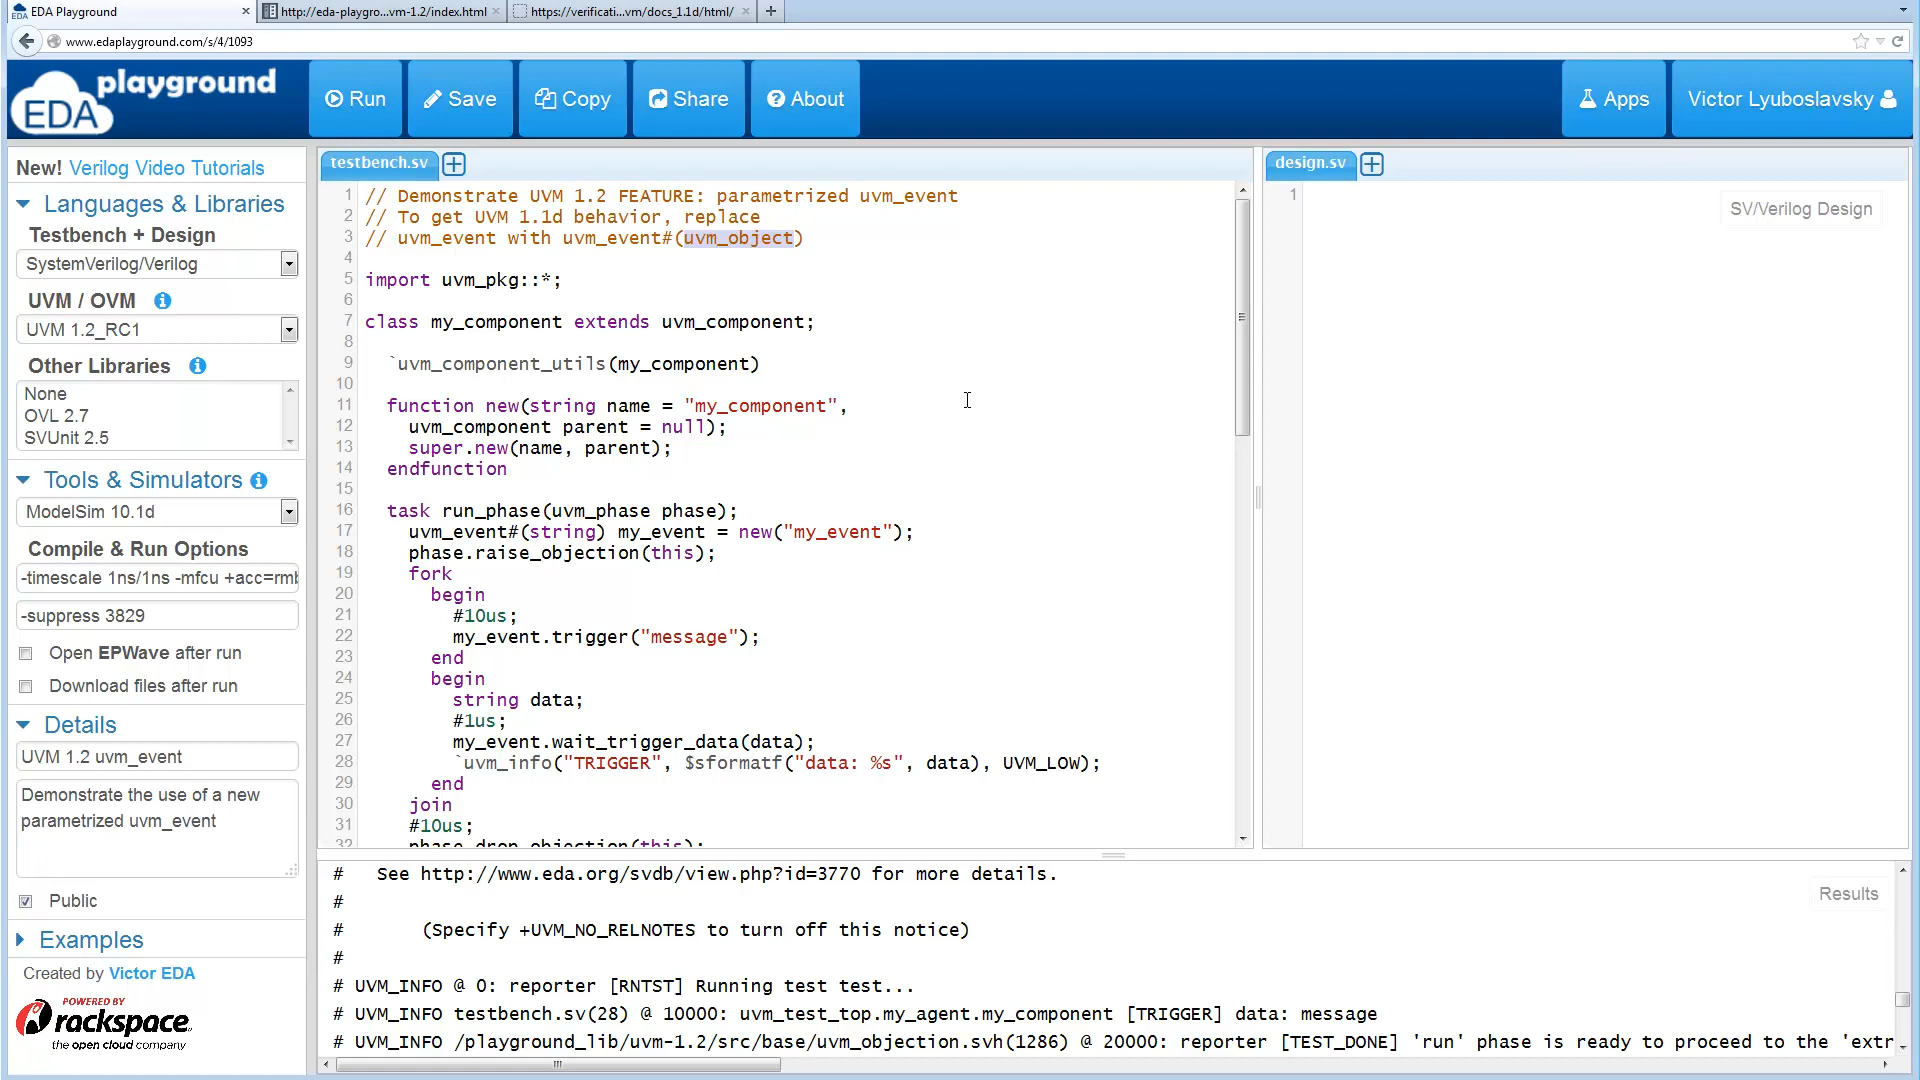 EDA Playground
http://eda-playgro...vm-1.2/index.html
https://verificati...vm/docs_1.1d/html/
www.edaplayground.com/s/4/1093
EDA playground
Run
Save
Copy
Share
About
Apps
Victor Lyuboslavsky
New! Verilog Video Tutorials
Languages & Libraries
Testbench + Design
SystemVerilog/Verilog
UVM / OVM
UVM 1.2_RC1
Other Libraries
None
OVL 2.7
SVUnit 2.5
Tools & Simulators
ModelSim 10.1d
Compile & Run Options
-timescale 1ns/1ns -mfcu +acc=rmb
-suppress 3829
Open EPWave after run
Download files after run
Details
UVM 1.2 uvm_event
Demonstrate the use of a new
parametrized uvm_event
Public
Examples
Created by Victor EDA
POWERED BY
rackspace
the open cloud company
testbench.sv
1 // Demonstrate UVM 1.2 FEATURE: parametrized uvm_event
2 // To get UVM 1.1d behavior, replace
3 // uvm_event with uvm_event#(uvm_object)
4
5 import uvm_pkg::*;
6
7 class my_component extends uvm_component;
8
9 `uvm_component_utils(my_component)
10
11 function new(string name = "my_component",
12 uvm_component parent = null);
13 super.new(name, parent);
14 endfunction
15
16 task run_phase(uvm_phase phase);
17 uvm_event#(string) my_event = new("my_event");
18 phase.raise_objection(this);
19 fork
20 begin
21 #10us;
22 my_event.trigger("message");
23 end
24 begin
25 string data;
26 #1us;
27 my_event.wait_trigger_data(data);
28 `uvm_info("TRIGGER", $sformatf("data: %s", data), UVM_LOW);
29 end
30 join
31 #10us;
32 phase.drop_objection(this);
design.sv
1
SV/Verilog Design
# See http://www.eda.org/svdb/view.php?id=3770 for more details.
#
# (Specify +UVM_NO_RELNOTES to turn off this notice)
#
# UVM_INFO @ 0: reporter [RNTST] Running test test...
# UVM_INFO testbench.sv(28) @ 10000: uvm_test_top.my_agent.my_component [TRIGGER] data: message
# UVM_INFO /playground_lib/uvm-1.2/src/base/uvm_objection.svh(1286) @ 20000: reporter [TEST_DONE] 'run' phase is ready to proceed to the 'extr
Results